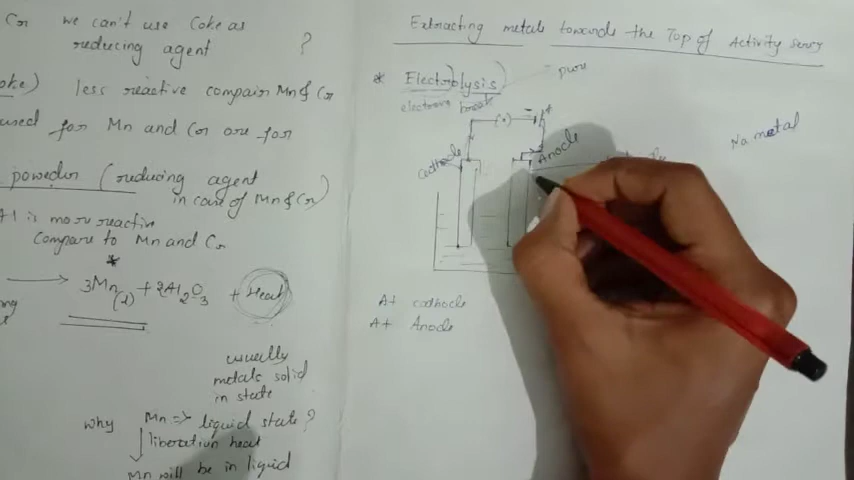 Cr we can't use Coke as
reducing agent ?
oke) less reactive compair Mn & Cr
used for Mn and Cr are for
powder (reducing agent
in case of Mn & Cr)
Al is more reactive
compare to Mn and Cr
*
→ 3Mn(l) + 2Al2O3 + Heat
usually
metals solid
in state
why Mn ⇒ liquid state?
liberation heat
Mn will be in liquid
Extracting metals towards the Top of Activity
* Electrolysis) = pure
electrons break
Cathode
Anode
Na metal
At cathode
At Anode